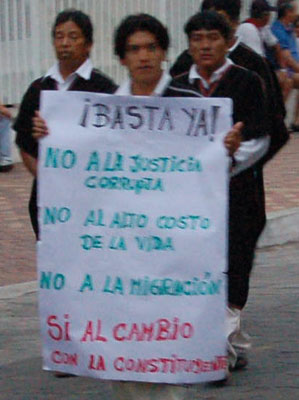 ¡BASTA YA!
NO A LA JUSTICIA
CORRUPTA
NO AL ALTO COSTO
DE LA VIDA
NO A LA MIGRACIÓN
SI AL CAMBIO
CON LA CONSTITUYENTE